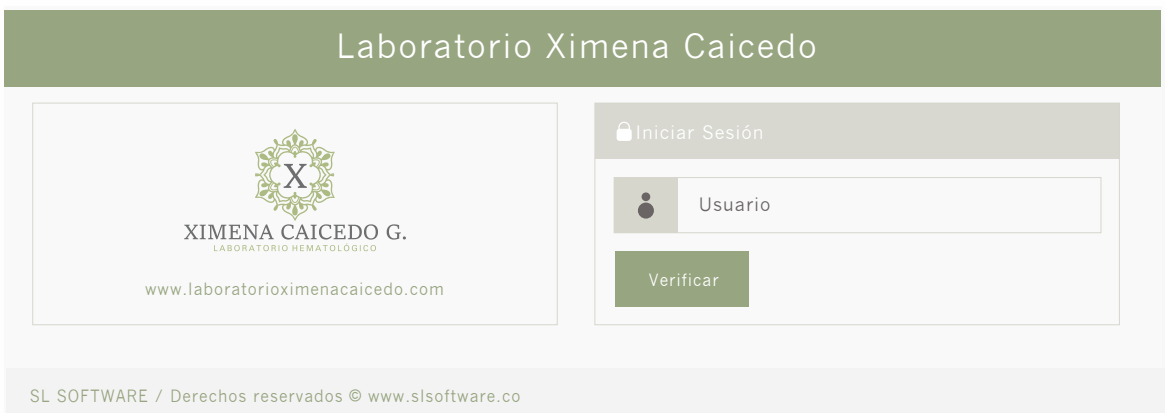 Laboratorio Ximena Caicedo
X
XIMENA CAICEDO G.
LABORATORIO HEMATOLÓGICO
www.laboratorioximenacaicedo.com
Iniciar Sesión
Usuario
Verificar
SL SOFTWARE / Derechos reservados © www.slsoftware.co